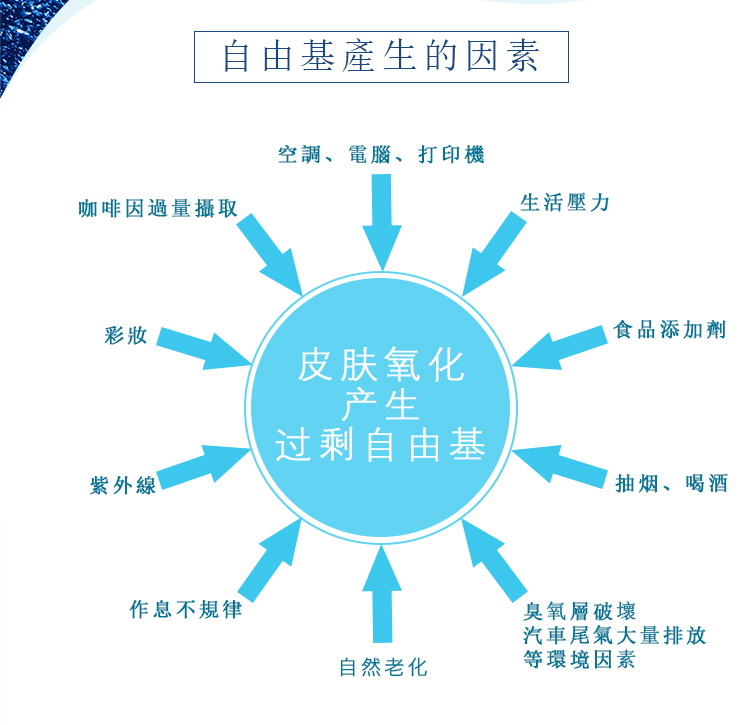 自由基產生的因素
空調、電腦、打印機
咖啡因過量攝取
生活壓力
彩妝
食品添加劑
皮肤氧化
产生
过剩自由基
紫外線
抽烟、喝酒
作息不規律
臭氧層破壞
汽車尾氣大量排放
等環境因素
自然老化